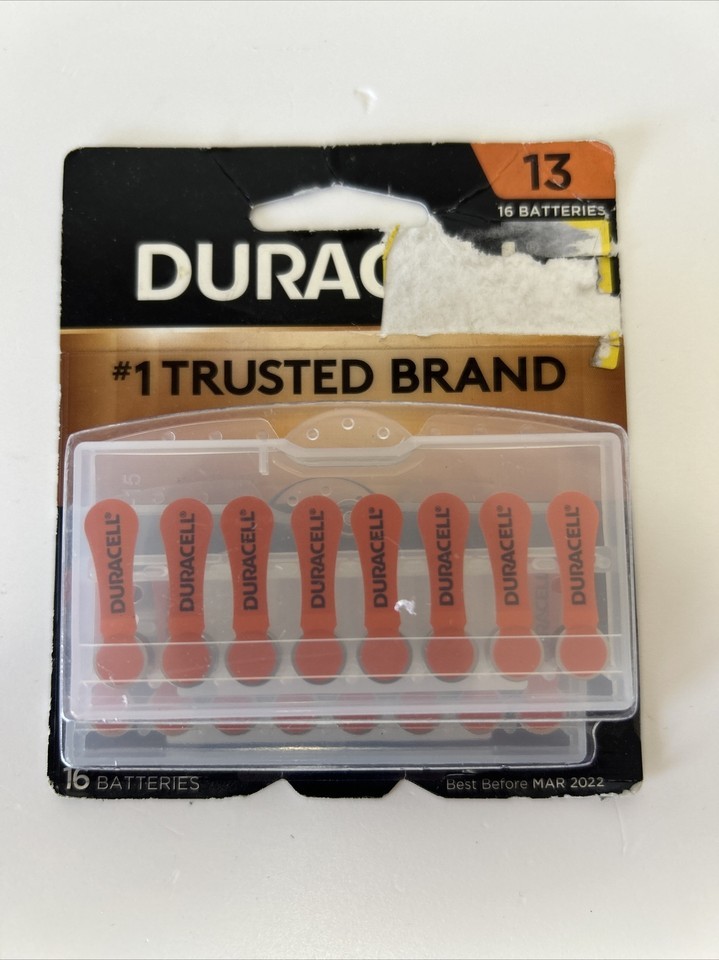 13
16 BATTERIES
DURAC
#1 TRUSTED BRAND
DURACELL®
DURACELL®
DURACELL®
DURACELL®
DURACELL®
DURACELL®
DURACELL®
DURACELL®
16 BATTERIES
Best Before MAR 2022